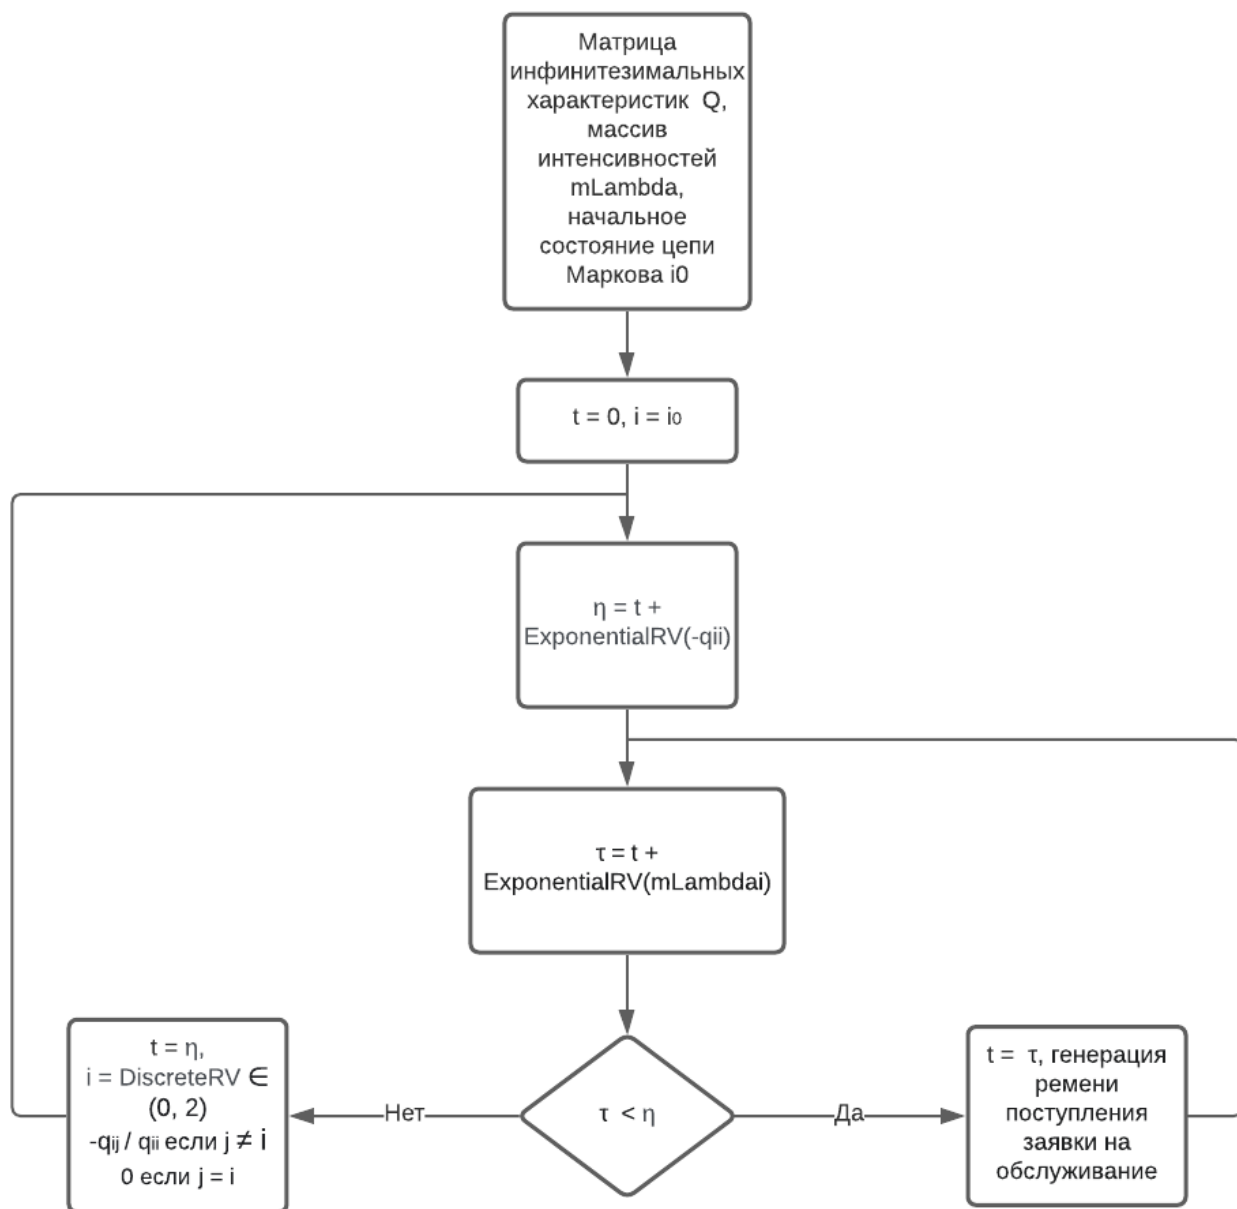 Матрица
инфинитезимальных
характеристик Q,
массив
интенсивностей
mLambda,
начальное
состояние цепи
Маркова i0
t = 0, i = i₀
η = t +
ExponentialRV(-qii)
τ = t +
ExponentialRV(mLambdai)
τ < η
Нет
Да
t = η,
i = DiscreteRV ∈
(0, 2)
-qij / qii если j ≠ i
0 если j = i
t = τ, генерация
ремени
поступления
заявки на
обслуживание